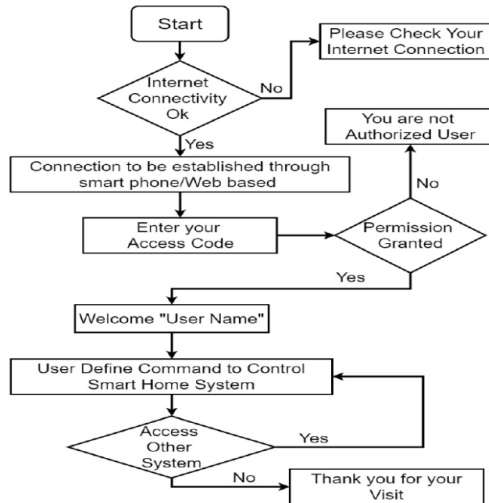 Start
Please Check Your
Internet Connection
Internet
Connectivity
Ok
No
You are not
Authorized User
Yes
Connection to be established through
smart phone/Web based
No
Enter your
Access Code
Permission
Granted
Yes
Welcome "User Name"
User Define Command to Control
Smart Home System
Access
Other
System
Yes
No
Thank you for your
Visit